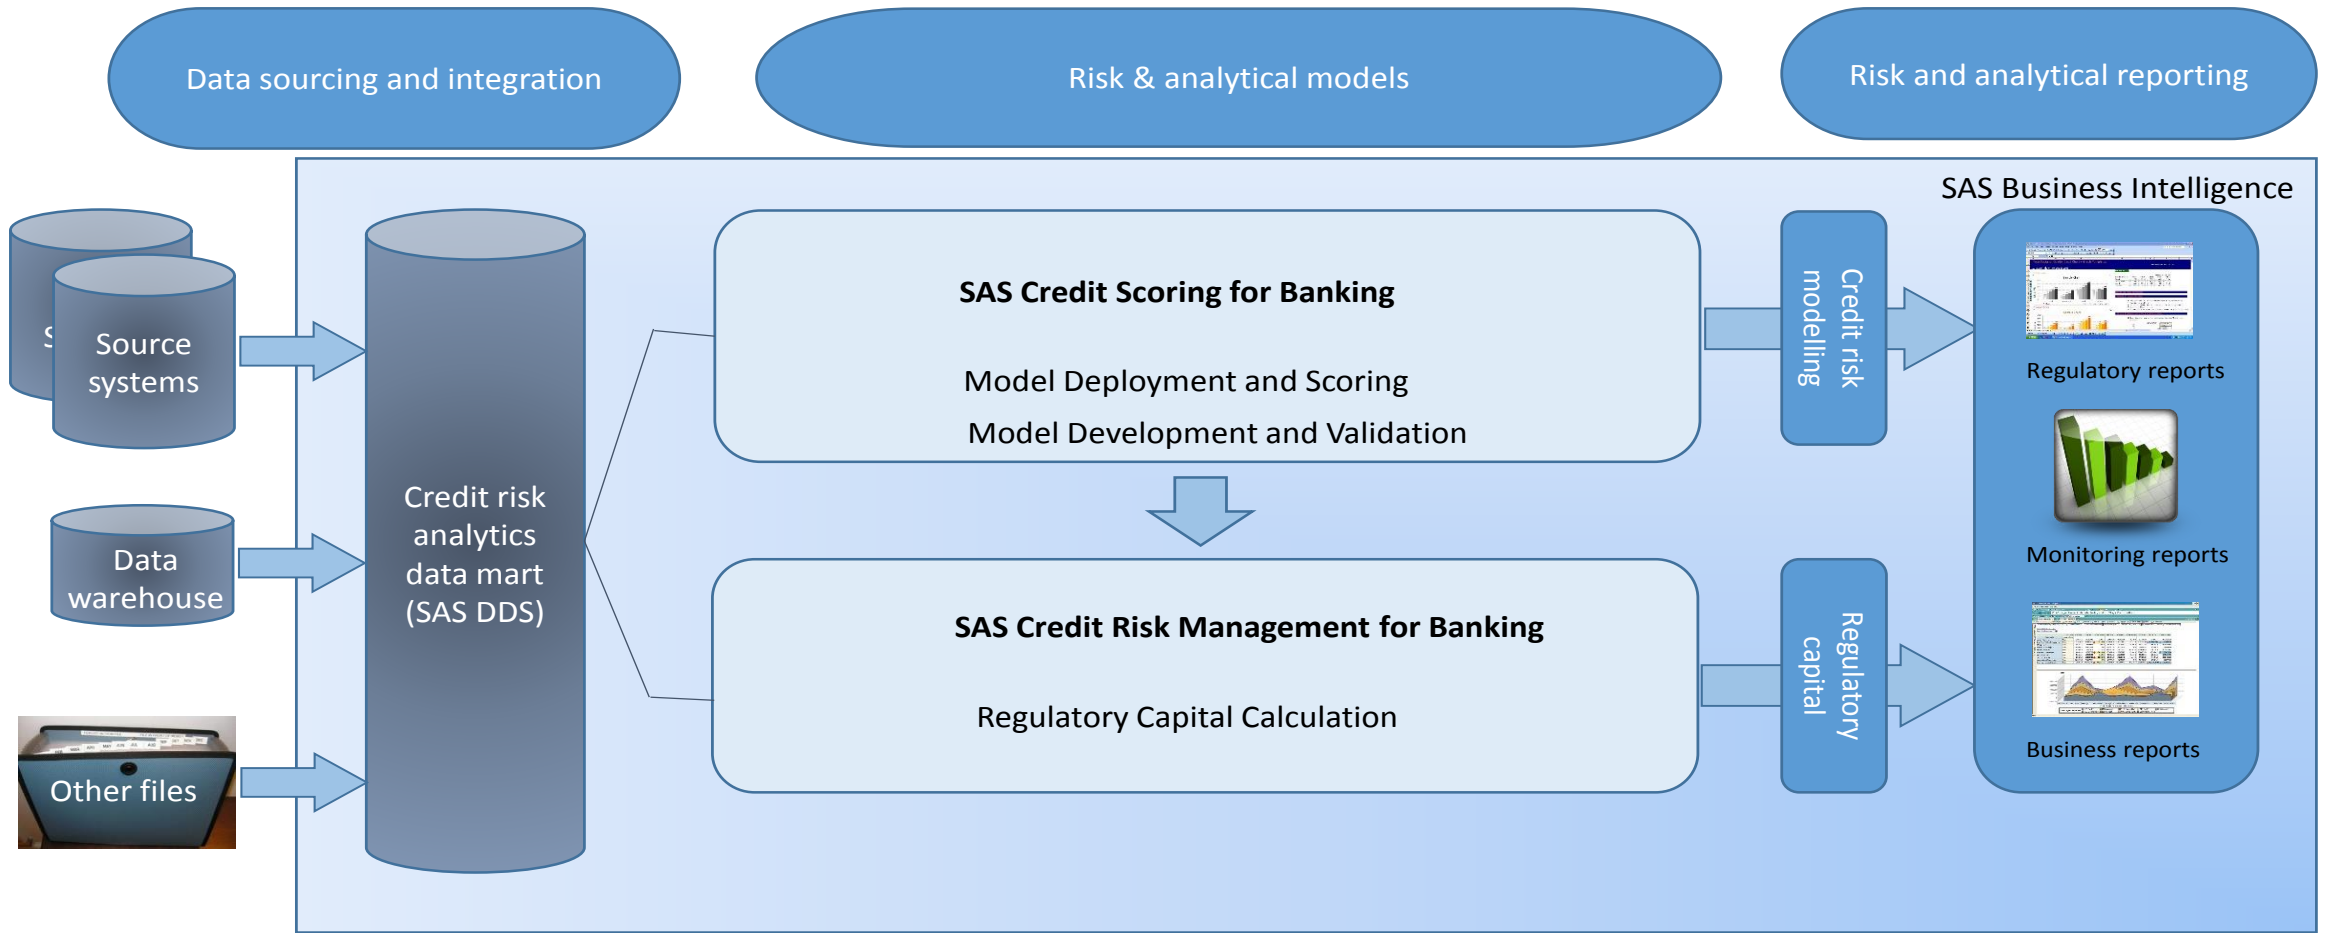 Data sourcing and integration
Risk & analytical models
Risk and analytical reporting
SAS Business Intelligence
S
Source
systems
Data
warehouse
Other files
Credit risk
analytics
data mart
(SAS DDS)
SAS Credit Scoring for Banking
Model Deployment and Scoring
Model Development and Validation
SAS Credit Risk Management for Banking
Regulatory Capital Calculation
Credit risk
modelling
Regulatory
capital
Regulatory reports
Monitoring reports
Business reports